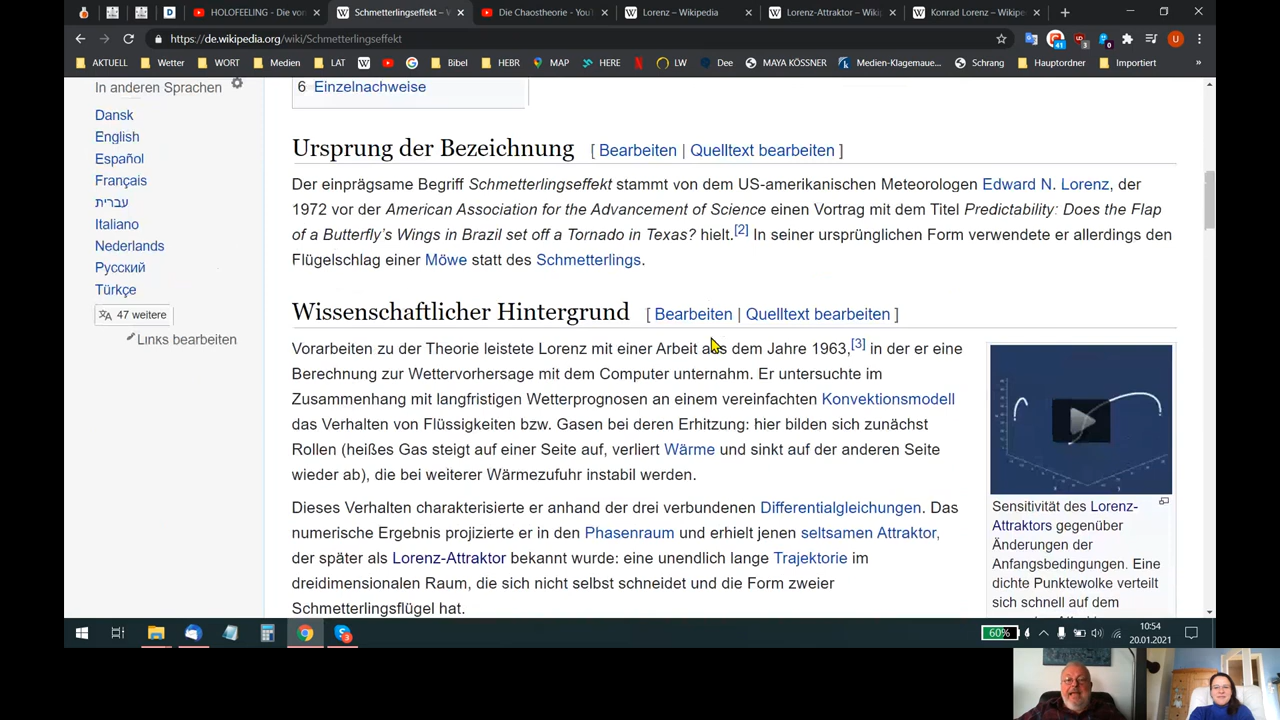 HOLOFEELING - Die vor
Schmetterlingseffekt –
Die Chaostheorie - YouT
Lorenz – Wikipedia
Lorenz-Attraktor – Wikipe
Konrad Lorenz – Wikipe
https://de.wikipedia.org/wiki/Schmetterlingseffekt
41
3
0
U
AKTUELL Wetter WORT Medien LAT Bibel HEBR MAP HERE LW Dee MAYA KÖSSNER Medien-Klagemaue... Schrang Hauptordner Importiert »
In anderen Sprachen
Dansk
English
Español
Français
עברית
Italiano
Nederlands
Русский
Türkçe
47 weitere
Links bearbeiten
6 Einzelnachweise
Ursprung der Bezeichnung [ Bearbeiten | Quelltext bearbeiten ]
Der einprägsame Begriff Schmetterlingseffekt stammt von dem US-amerikanischen Meteorologen Edward N. Lorenz, der
1972 vor der American Association for the Advancement of Science einen Vortrag mit dem Titel Predictability: Does the Flap
of a Butterfly's Wings in Brazil set off a Tornado in Texas? hielt.[2] In seiner ursprünglichen Form verwendete er allerdings den
Flügelschlag einer Möwe statt des Schmetterlings.
Wissenschaftlicher Hintergrund [ Bearbeiten | Quelltext bearbeiten ]
Vorarbeiten zu der Theorie leistete Lorenz mit einer Arbeit aus dem Jahre 1963,[3] in der er eine
Berechnung zur Wettervorhersage mit dem Computer unternahm. Er untersuchte im
Zusammenhang mit langfristigen Wetterprognosen an einem vereinfachten Konvektionsmodell
das Verhalten von Flüssigkeiten bzw. Gasen bei deren Erhitzung: hier bilden sich zunächst
Rollen (heißes Gas steigt auf einer Seite auf, verliert Wärme und sinkt auf der anderen Seite
wieder ab), die bei weiterer Wärmezufuhr instabil werden.
Dieses Verhalten charakterisierte er anhand der drei verbundenen Differentialgleichungen. Das
numerische Ergebnis projizierte er in den Phasenraum und erhielt jenen seltsamen Attraktor,
der später als Lorenz-Attraktor bekannt wurde: eine unendlich lange Trajektorie im
dreidimensionalen Raum, die sich nicht selbst schneidet und die Form zweier
Schmetterlingsflügel hat.
Sensitivität des Lorenz-
Attraktors gegenüber
Änderungen der
Anfangsbedingungen. Eine
dichte Punktewolke verteilt
sich schnell auf dem
60%
10:54
20.01.2021